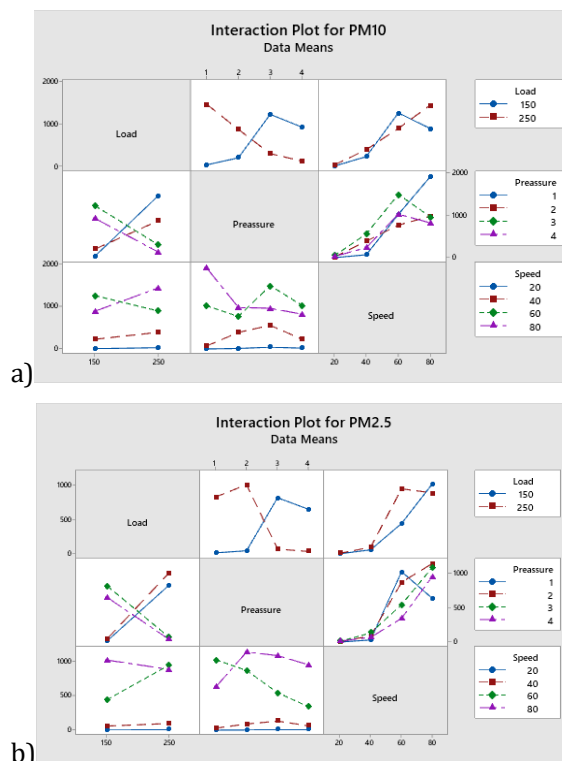 Interaction Plot for PM10
Data Means
1 2 3 4
2000
1000
0
Load
Load
150
250
Preassure
2000
1000
0
Preassure
1
2
3
4
2000
1000
0
Speed
Speed
20
40
60
80
150 250
20 40 60 80
a)
Interaction Plot for PM2.5
Data Means
1 2 3 4
1000
500
0
Load
Load
150
250
Preassure
1000
500
0
Preassure
1
2
3
4
1000
500
0
Speed
Speed
20
40
60
80
150 250
20 40 60 80
b)